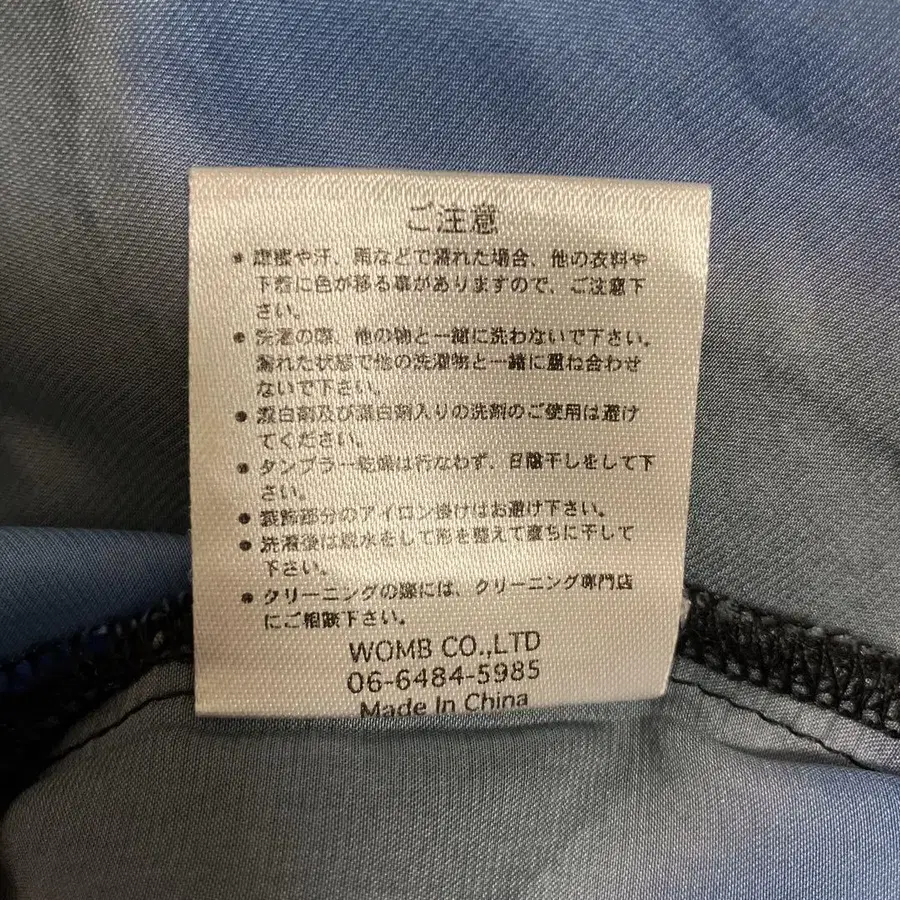 ご注意
● 摩擦や汗、雨などで濡れた場合、他の衣料や
下着に色が移る事がありますので、ご注意下
さい。
● 洗濯の際、他の物と一緒に洗わないで下さい。
濡れた状態で他の洗濯物と一緒に重ね合わせ
ないで下さい。
● 漂白剤及び漂白剤入りの洗剤のご使用は避け
てください。
● タンブラー乾燥は行なわず、日陰干しをして下
さい。
● 装飾部分のアイロン掛けはお避け下さい。
● 洗濯後は脱水をして形を整えて直ちに干して
下さい。
● クリーニングの際には、クリーニング専門店
にご相談下さい。
WOMB CO.,LTD
06-6484-5985
Made In China